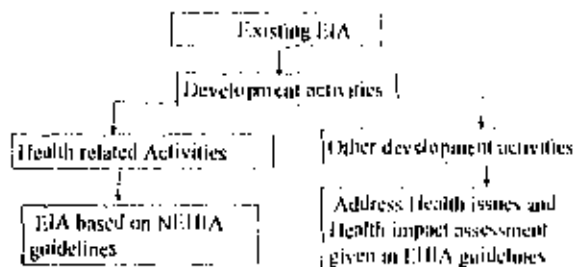 Existing EIA
Development activities
Health related Activities
Other development activities
EIA based on NEHIA
guidelines
Address Health issues and
Health impact assessment
given in EHIA guidelines